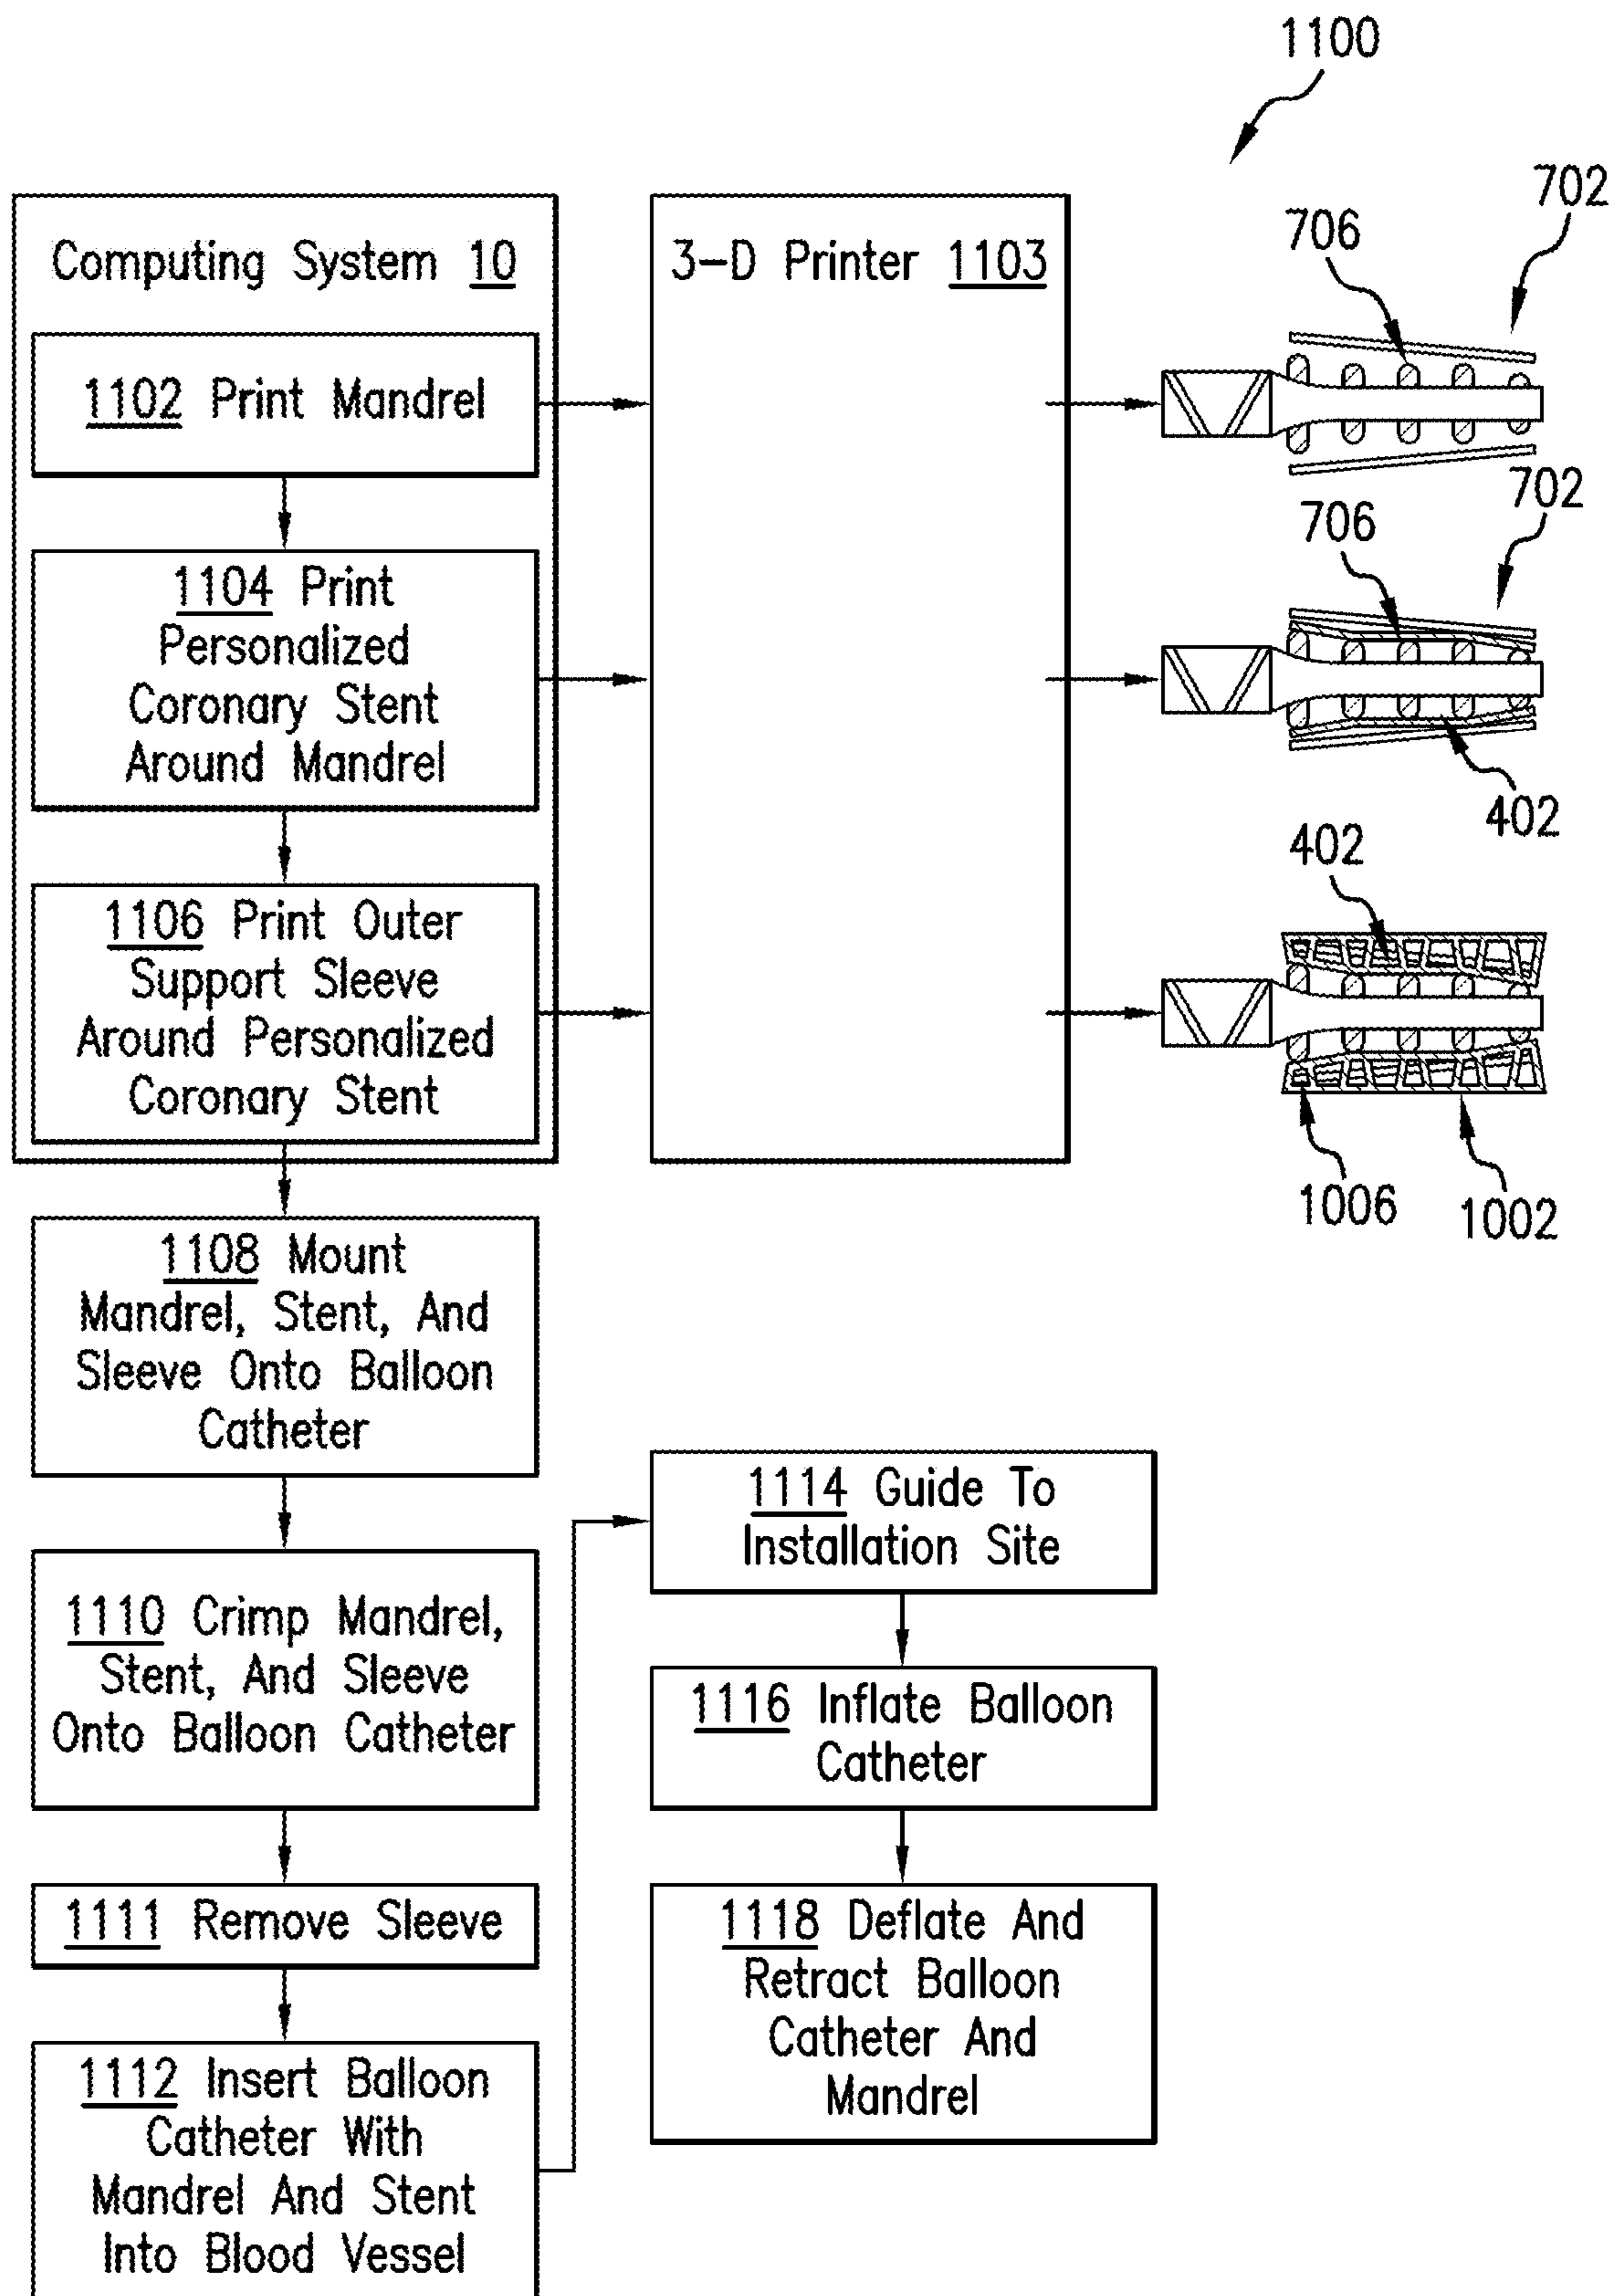 1100
702
706
Computing System 10
3-D Printer 1103
1102 Print Mandrel
702
706
1104 Print
Personalized
Coronary Stent
Around Mandrel
402
402
1106 Print Outer
Support Sleeve
Around Personalized
Coronary Stent
1006
1002
1108 Mount
Mandrel, Stent, And
Sleeve Onto Balloon
Catheter
1110 Crimp Mandrel,
Stent, And Sleeve
Onto Balloon Catheter
1111 Remove Sleeve
1112 Insert Balloon
Catheter With
Mandrel And Stent
Into Blood Vessel
1114 Guide To
Installation Site
1116 Inflate Balloon
Catheter
1118 Deflate And
Retract Balloon
Catheter And
Mandrel